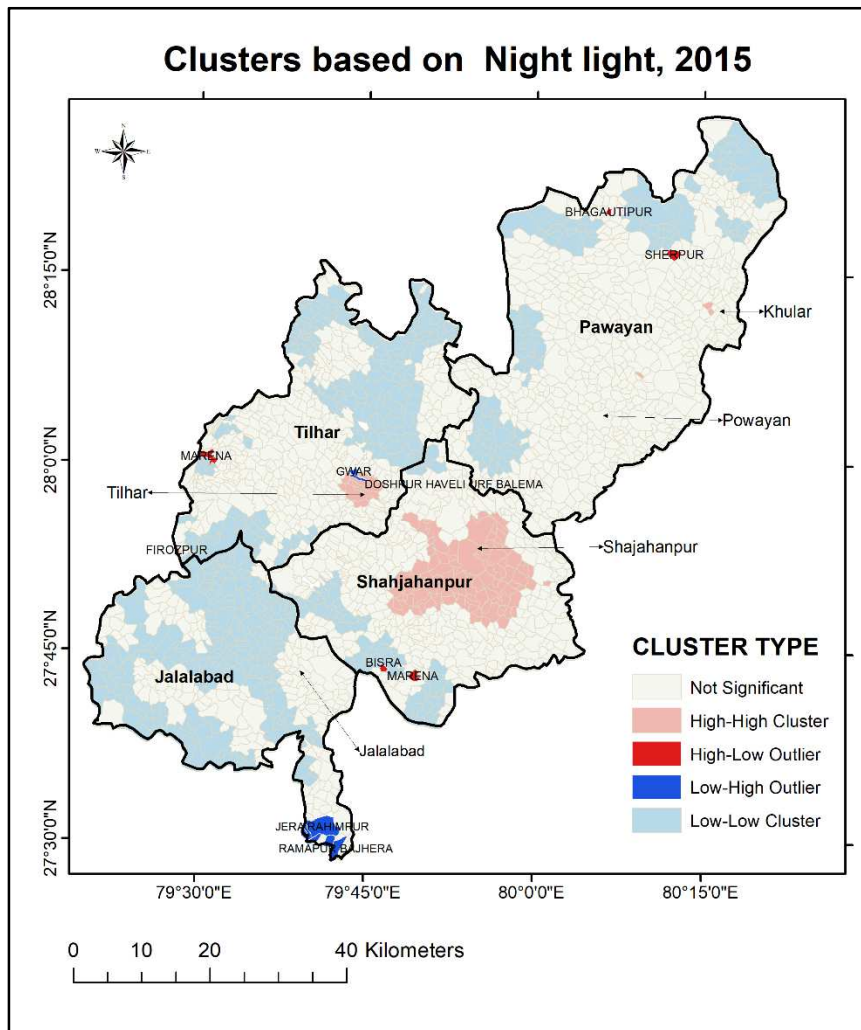 Clusters based on Night light, 2015
N
W
E
S
BHAGAUTIPUR
SHERPUR
28°15'0"N
Khular
Pawayan
Powayan
Tilhar
MARENA
28°0'0"N
GWAR
DOSHPUR HAVELI URF BALEMA
Tilhar
Shajahanpur
FIROZPUR
Shahjahanpur
27°45'0"N
BISRA
MARENA
Jalalabad
Jalalabad
JERA RAHIMPUR
RAMAPUR BAJHERA
27°30'0"N
79°30'0"E
79°45'0"E
80°0'0"E
80°15'0"E
CLUSTER TYPE
Not Significant
High-High Cluster
High-Low Outlier
Low-High Outlier
Low-Low Cluster
0 10 20 40 Kilometers